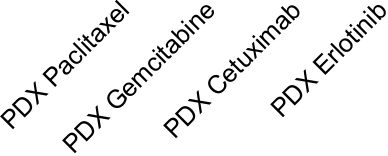 PDX Paclitaxel
PDX Gemcitabine
PDX Cetuximab
PDX Erlotinib